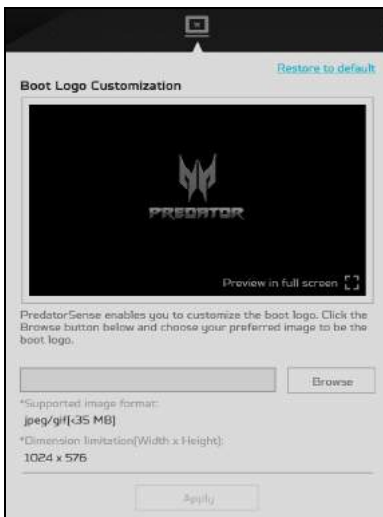 Restore to default
Boot Logo Customization
PREDATOR
Preview in full screen
PredatorSense enables you to customize the boot logo. Click the
Browse button below and choose your preferred image to be the
boot logo.
Browse
*Supported image format:
jpeg/gif[<35 MB]
*Dimension limitation[Width x Height]:
1024 x 576
Apply